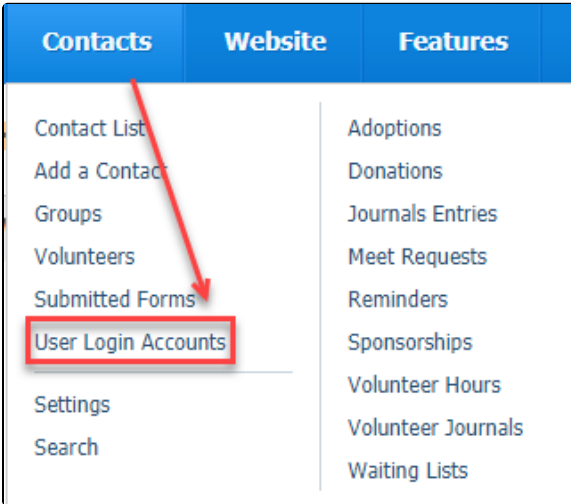 Contacts Website Features
Contact List
Add a Contact
Groups
Volunteers
Submitted Forms
User Login Accounts
Settings
Search
Adoptions
Donations
Journals Entries
Meet Requests
Reminders
Sponsorships
Volunteer Hours
Volunteer Journals
Waiting Lists